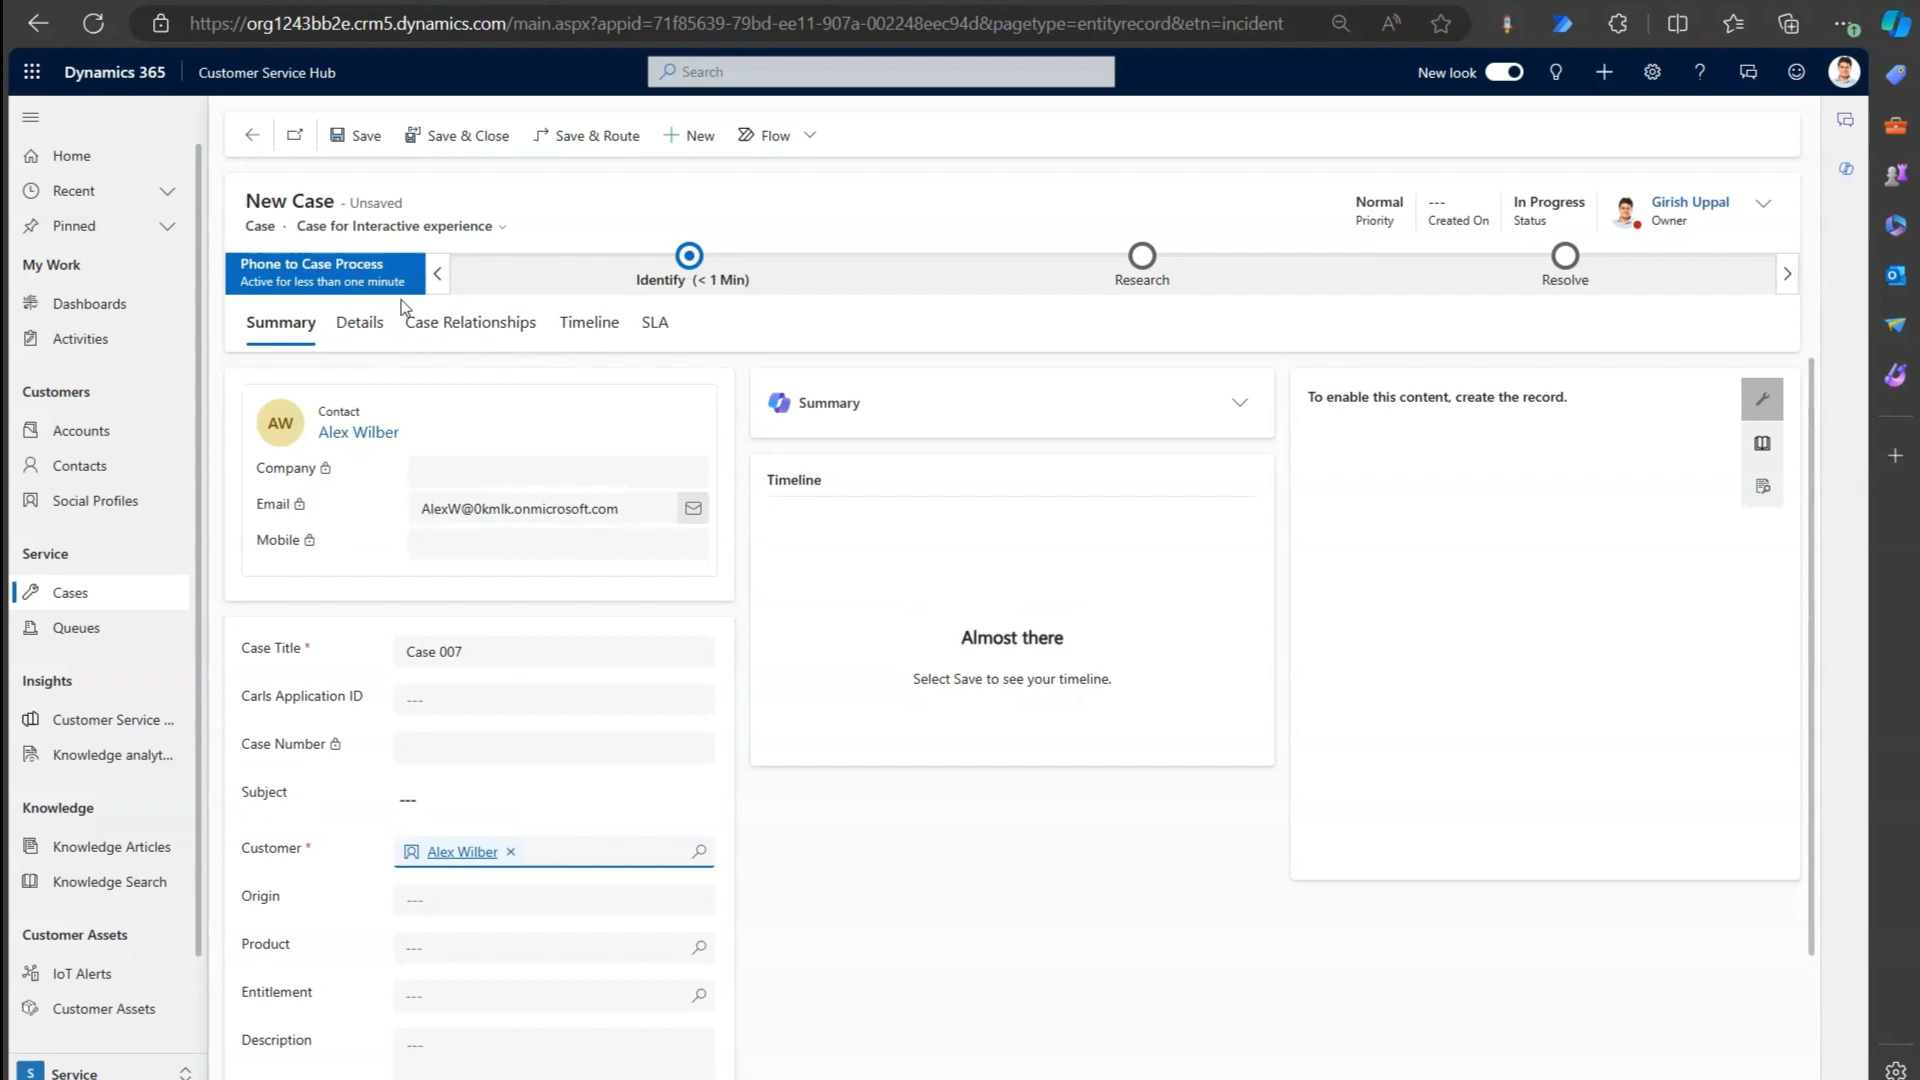 https://org1243bb2e.crm5.dynamics.com/main.aspx?appid=71f85639-79bd-ee11-907a-002248eec94d&pagetype=entityrecord&etn=incident
Dynamics 365
Customer Service Hub
Search
New look
Save
Save & Close
Save & Route
New
Flow
Home
Recent
Pinned
My Work
Dashboards
Activities
Customers
Accounts
Contacts
Social Profiles
Service
Cases
Queues
Insights
Customer Service ...
Knowledge analyt...
Knowledge
Knowledge Articles
Knowledge Search
Customer Assets
IoT Alerts
Customer Assets
S Service
New Case - Unsaved
Case · Case for Interactive experience
Normal
Priority
---
Created On
In Progress
Status
Girish Uppal
Owner
Phone to Case Process
Active for less than one minute
Identify (< 1 Min)
Research
Resolve
Summary
Details
Case Relationships
Timeline
SLA
AW
Contact
Alex Wilber
Company
Email
AlexW@0kmlk.onmicrosoft.com
Mobile
Case Title *
Case 007
Carls Application ID
---
Case Number
Subject
---
Customer *
Alex Wilber
Origin
---
Product
---
Entitlement
---
Description
---
Summary
Timeline
Almost there
Select Save to see your timeline.
To enable this content, create the record.